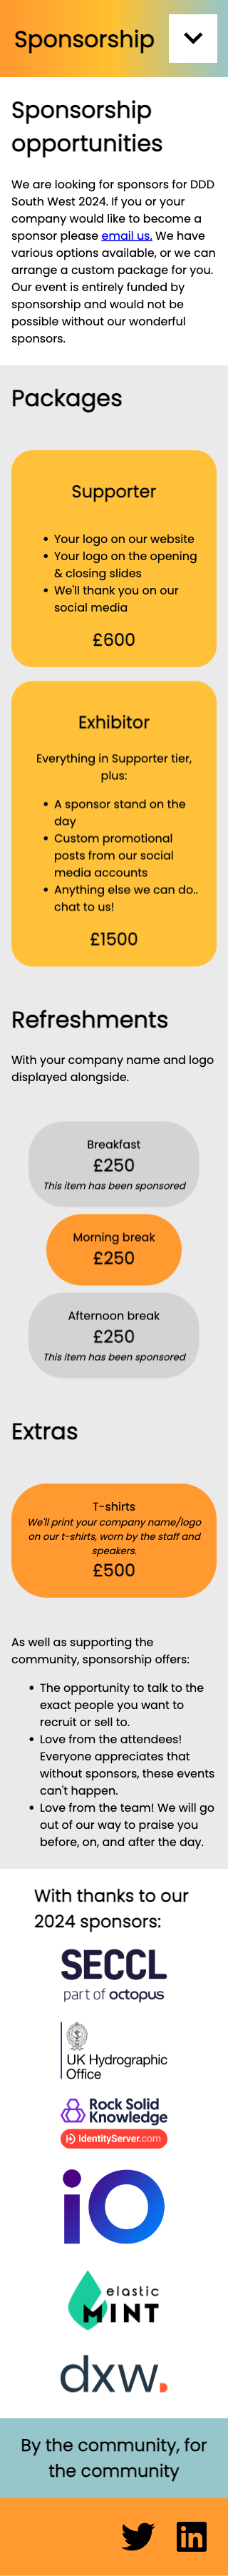 Sponsorship
Sponsorship
opportunities
We are looking for sponsors for DDD
South West 2024. If you or your
company would like to become a
sponsor please email us. We have
various options available, or we can
arrange a custom package for you.
Our event is entirely funded by
sponsorship and would not be
possible without our wonderful
sponsors.
Packages
Supporter
• Your logo on our website
• Your logo on the opening
& closing slides
• We'll thank you on our
social media
£600
Exhibitor
Everything in Supporter tier,
plus:
• A sponsor stand on the
day
• Custom promotional
posts from our social
media accounts
• Anything else we can do..
chat to us!
£1500
Refreshments
With your company name and logo
displayed alongside.
Breakfast
£250
This item has been sponsored
Morning break
£250
Afternoon break
£250
This item has been sponsored
Extras
T-shirts
We'll print your company name/logo
on our t-shirts, worn by the staff and
speakers.
£500
As well as supporting the
community, sponsorship offers:
• The opportunity to talk to the
exact people you want to
recruit or sell to.
• Love from the attendees!
Everyone appreciates that
without sponsors, these events
can't happen.
• Love from the team! We will go
out of our way to praise you
before, on, and after the day.
With thanks to our
2024 sponsors:
SECCL
part of octopus
UK Hydrographic
Office
Rock Solid
Knowledge
IdentityServer.com
iO
elastic
MINT
dxw.
By the community, for
the community
in